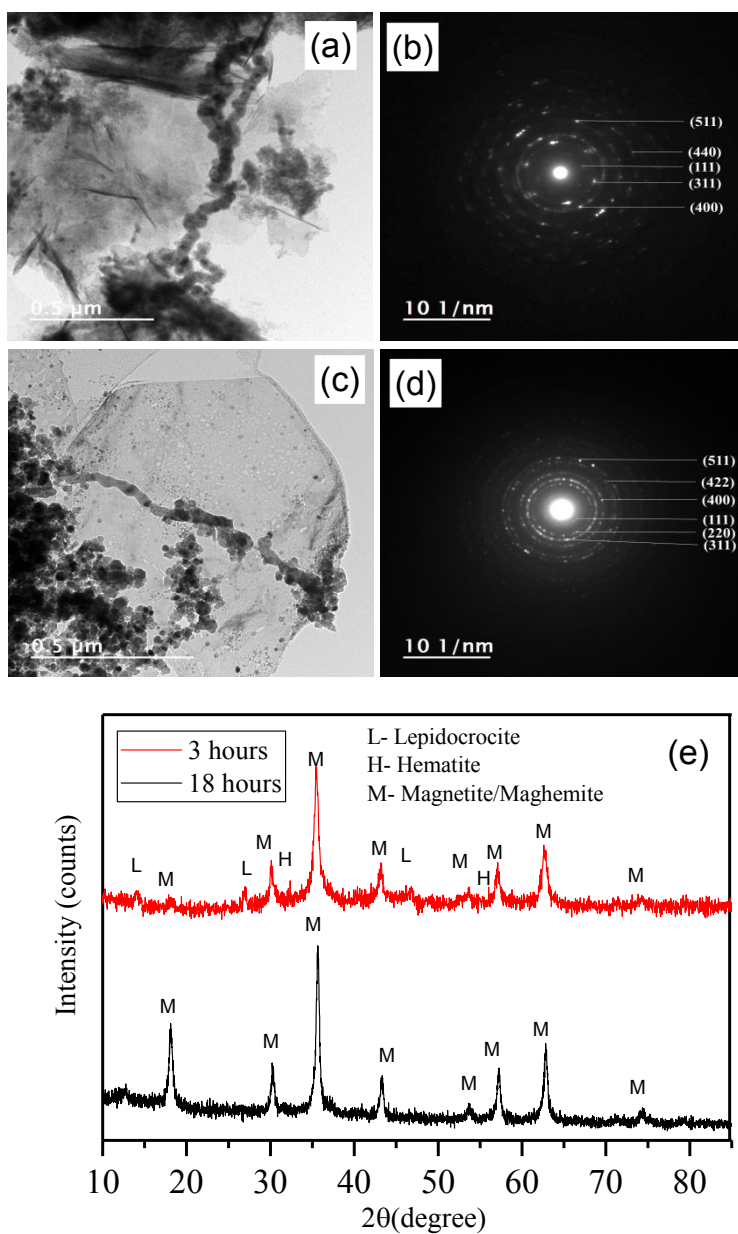 (a)
0.5 µm
(b)
(511)
(440)
(111)
(311)
(400)
10 1/nm
(c)
0.5 µm
(d)
(511)
(422)
(400)
(111)
(220)
(311)
10 1/nm
(e)
3 hours
18 hours
L- Lepidocrocite
H- Hematite
M- Magnetite/Maghemite
L M L M H M M L M H M M M
M M M M M M M M
Intensity (counts)
10 20 30 40 50 60 70 80
2θ(degree)